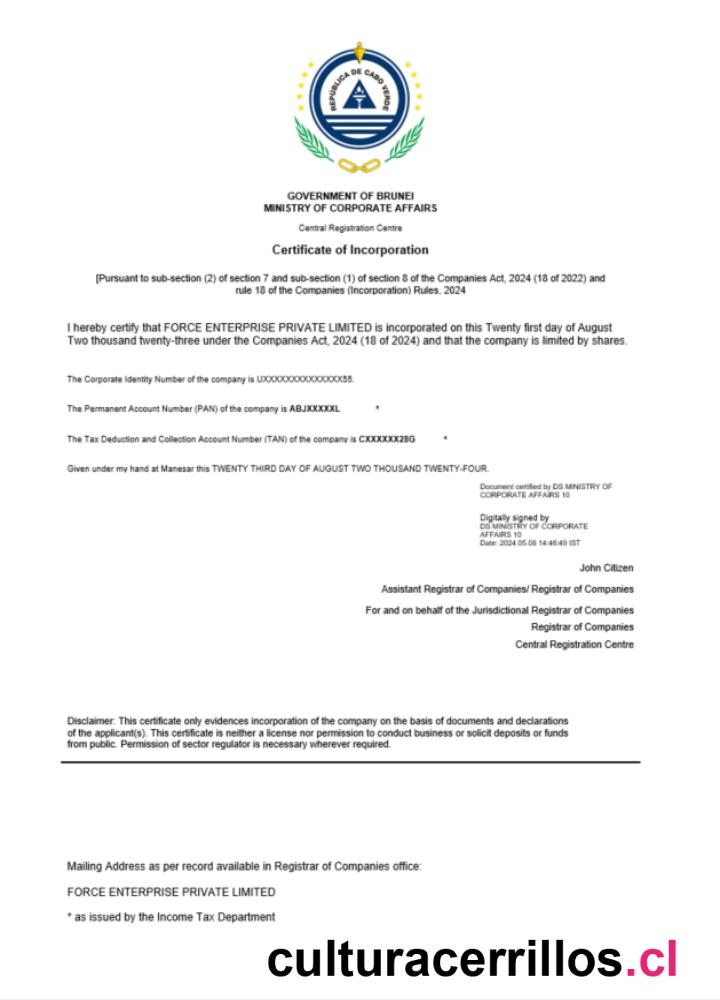 REPÚBLICA DE CABO VERDE
GOVERNMENT OF BRUNEI
MINISTRY OF CORPORATE AFFAIRS
Central Registration Centre
Certificate of Incorporation
[Pursuant to sub-section (2) of section 7 and sub-section (1) of section 8 of the Companies Act, 2024 (18 of 2022) and
rule 18 of the Companies (Incorporation) Rules, 2024
I hereby certify that FORCE ENTERPRISE PRIVATE LIMITED is incorporated on this Twenty first day of August
Two thousand twenty-three under the Companies Act, 2024 (18 of 2024) and that the company is limited by shares.
The Corporate Identity Number of the company is UXXXXXXXXXXXXXXX55.
The Permanent Account Number (PAN) of the company is ABJXXXXXL *
The Tax Deduction and Collection Account Number (TAN) of the company is CXXXXXX28G *
Given under my hand at Manesar this TWENTY THIRD DAY OF AUGUST TWO THOUSAND TWENTY-FOUR.
Document certified by DS MINISTRY OF
CORPORATE AFFAIRS 10
Digitally signed by
DS MINISTRY OF CORPORATE
AFFAIRS 10
Date: 2024.05.08 14:46:49 IST
John Citizen
Assistant Registrar of Companies/ Registrar of Companies
For and on behalf of the Jurisdictional Registrar of Companies
Registrar of Companies
Central Registration Centre
Disclaimer: This certificate only evidences incorporation of the company on the basis of documents and declarations
of the applicant(s). This certificate is neither a license nor permission to conduct business or solicit deposits or funds
from public. Permission of sector regulator is necessary wherever required.
Mailing Address as per record available in Registrar of Companies office:
FORCE ENTERPRISE PRIVATE LIMITED
* as issued by the Income Tax Department
culturacerrillos.cl